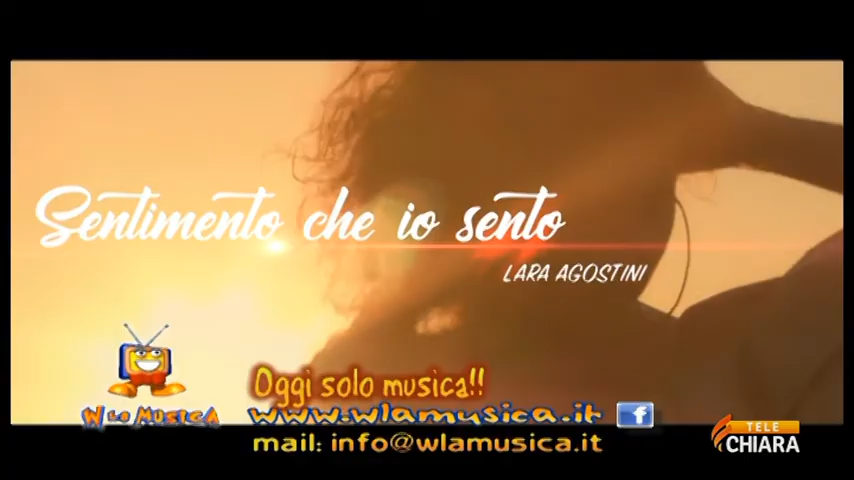 Sentimento che io sento
LARA AGOSTINI
W LA MUSICA
Oggi solo musica!!
www.wlamusica.it
f
mail: info@wlamusica.it
TELE
CHIARA